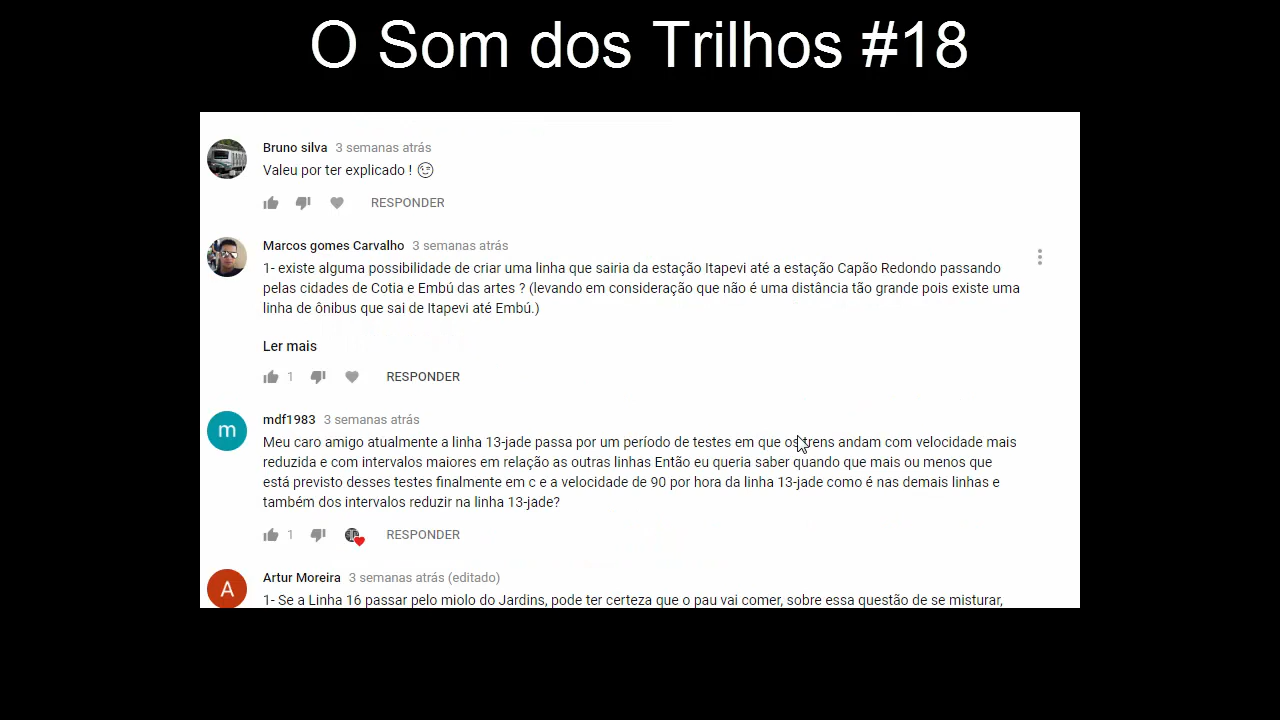 O Som dos Trilhos #18
Bruno silva 3 semanas atrás
Valeu por ter explicado ! 😉
RESPONDER
Marcos gomes Carvalho 3 semanas atrás
1- existe alguma possibilidade de criar uma linha que sairia da estação Itapevi até a estação Capão Redondo passando
pelas cidades de Cotia e Embú das artes ? (levando em consideração que não é uma distância tão grande pois existe uma
linha de ônibus que sai de Itapevi até Embú.)
Ler mais
1 RESPONDER
m
mdf1983 3 semanas atrás
Meu caro amigo atualmente a linha 13-jade passa por um período de testes em que os trens andam com velocidade mais
reduzida e com intervalos maiores em relação as outras linhas Então eu queria saber quando que mais ou menos que
está previsto desses testes finalmente em c e a velocidade de 90 por hora da linha 13-jade como é nas demais linhas e
também dos intervalos reduzir na linha 13-jade?
1 RESPONDER
A
Artur Moreira 3 semanas atrás (editado)
1- Se a Linha 16 passar pelo miolo do Jardins, pode ter certeza que o pau vai comer, sobre essa questão de se misturar,